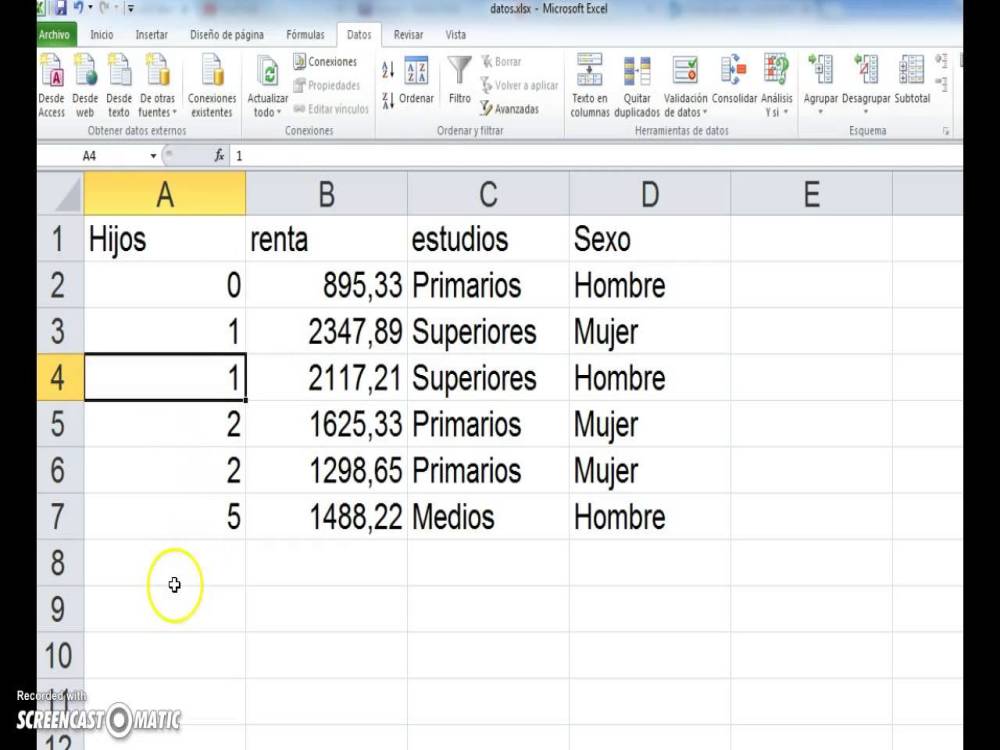 datos.xlsx - Microsoft Excel
Archivo Inicio Insertar Diseño de página Fórmulas Datos Revisar Vista
Desde Access
Desde web
Desde texto
De otras fuentes
Conexiones existentes
Obtener datos externos
Actualizar todo
Conexiones
Propiedades
Editar vínculos
Conexiones
Ordenar
Filtro
Borrar
Volver a aplicar
Avanzadas
Ordenar y filtrar
Texto en columnas
Quitar duplicados
Validación de datos
Consolidar
Análisis Y si
Herramientas de datos
Agrupar
Desagrupar
Subtotal
Esquema
A4 fx 1
A B C D E
1 Hijos renta estudios Sexo
2 0 895,33 Primarios Hombre
3 1 2347,89 Superiores Mujer
4 1 2117,21 Superiores Hombre
5 2 1625,33 Primarios Mujer
6 2 1298,65 Primarios Mujer
7 5 1488,22 Medios Hombre
8
9
10
11
12
Recorded with
SCREENCAST-O-MATIC